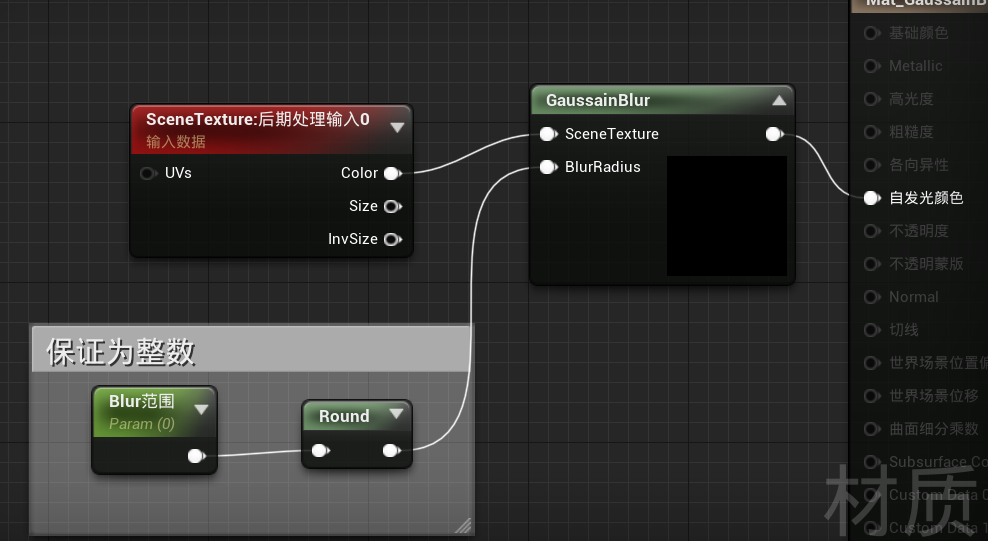 SceneTexture:后期处理输入0
输入数据
UVs
Color
Size
InvSize
GaussainBlur
SceneTexture
BlurRadius
保证为整数
Blur范围
Param (0)
Round
Mat_GaussainB
基础颜色
Metallic
高光度
粗糙度
各向异性
自发光颜色
不透明度
不透明蒙版
Normal
切线
世界场景位置偏
世界场景位移
曲面细分乘数
Subsurface Co
Custom Data
Custom Data 1
材质